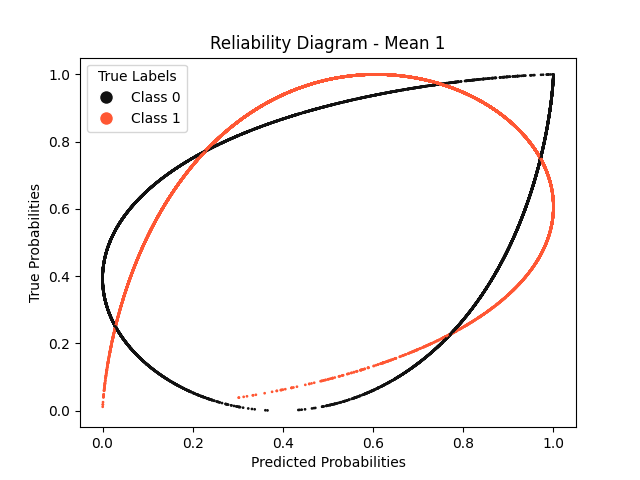 Reliability Diagram - Mean 1
True Labels
Class 0
Class 1
True Probabilities
1.0
0.8
0.6
0.4
0.2
0.0
0.0 0.2 0.4 0.6 0.8 1.0
Predicted Probabilities